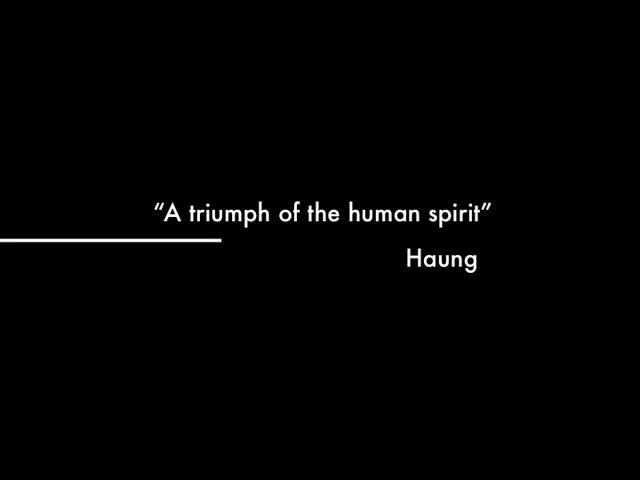 “A triumph of the human spirit”
Haung